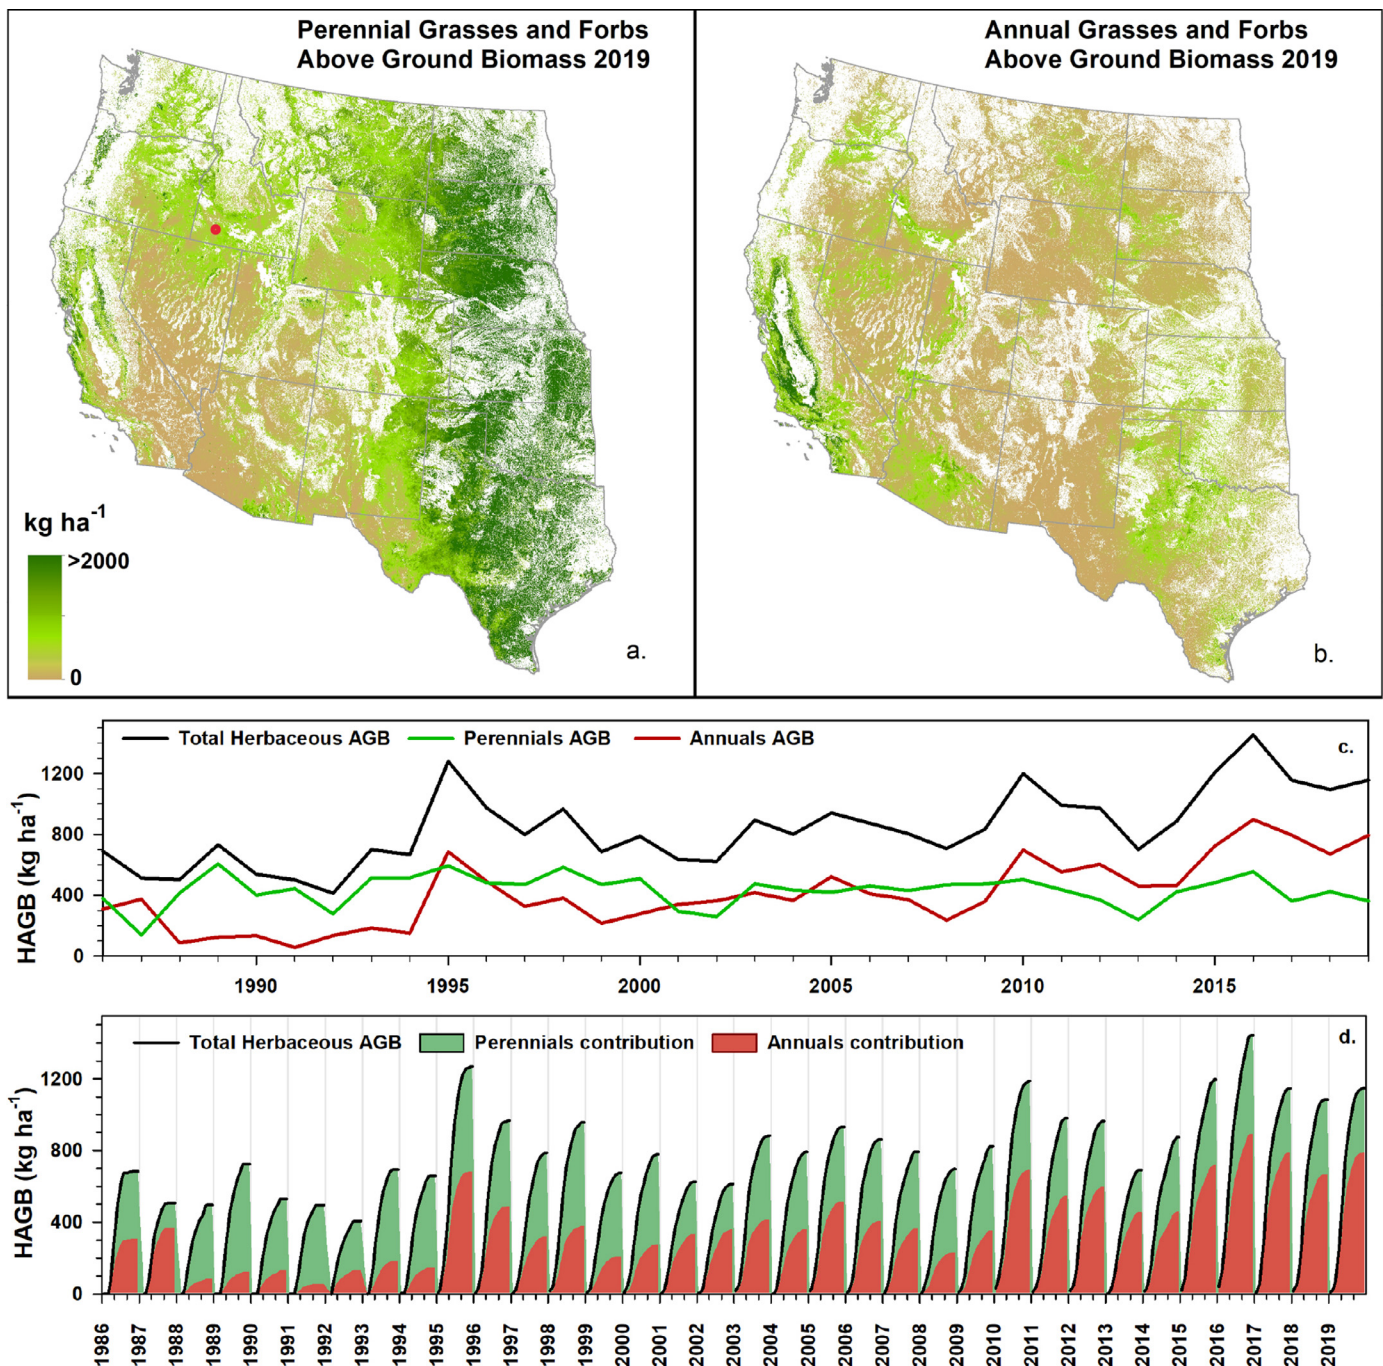 Perennial Grasses and Forbs
Above Ground Biomass 2019
kg ha-1
>2000
0
a.
Annual Grasses and Forbs
Above Ground Biomass 2019
b.
Total Herbaceous AGB
Perennials AGB
Annuals AGB
c.
HAGB (kg ha-1)
1200
800
400
0
1990
1995
2000
2005
2010
2015
Total Herbaceous AGB
Perennials contribution
Annuals contribution
d.
HAGB (kg ha-1)
1200
800
400
0
1986
1987
1988
1989
1990
1991
1992
1993
1994
1995
1996
1997
1998
1999
2000
2001
2002
2003
2004
2005
2006
2007
2008
2009
2010
2011
2012
2013
2014
2015
2016
2017
2018
2019